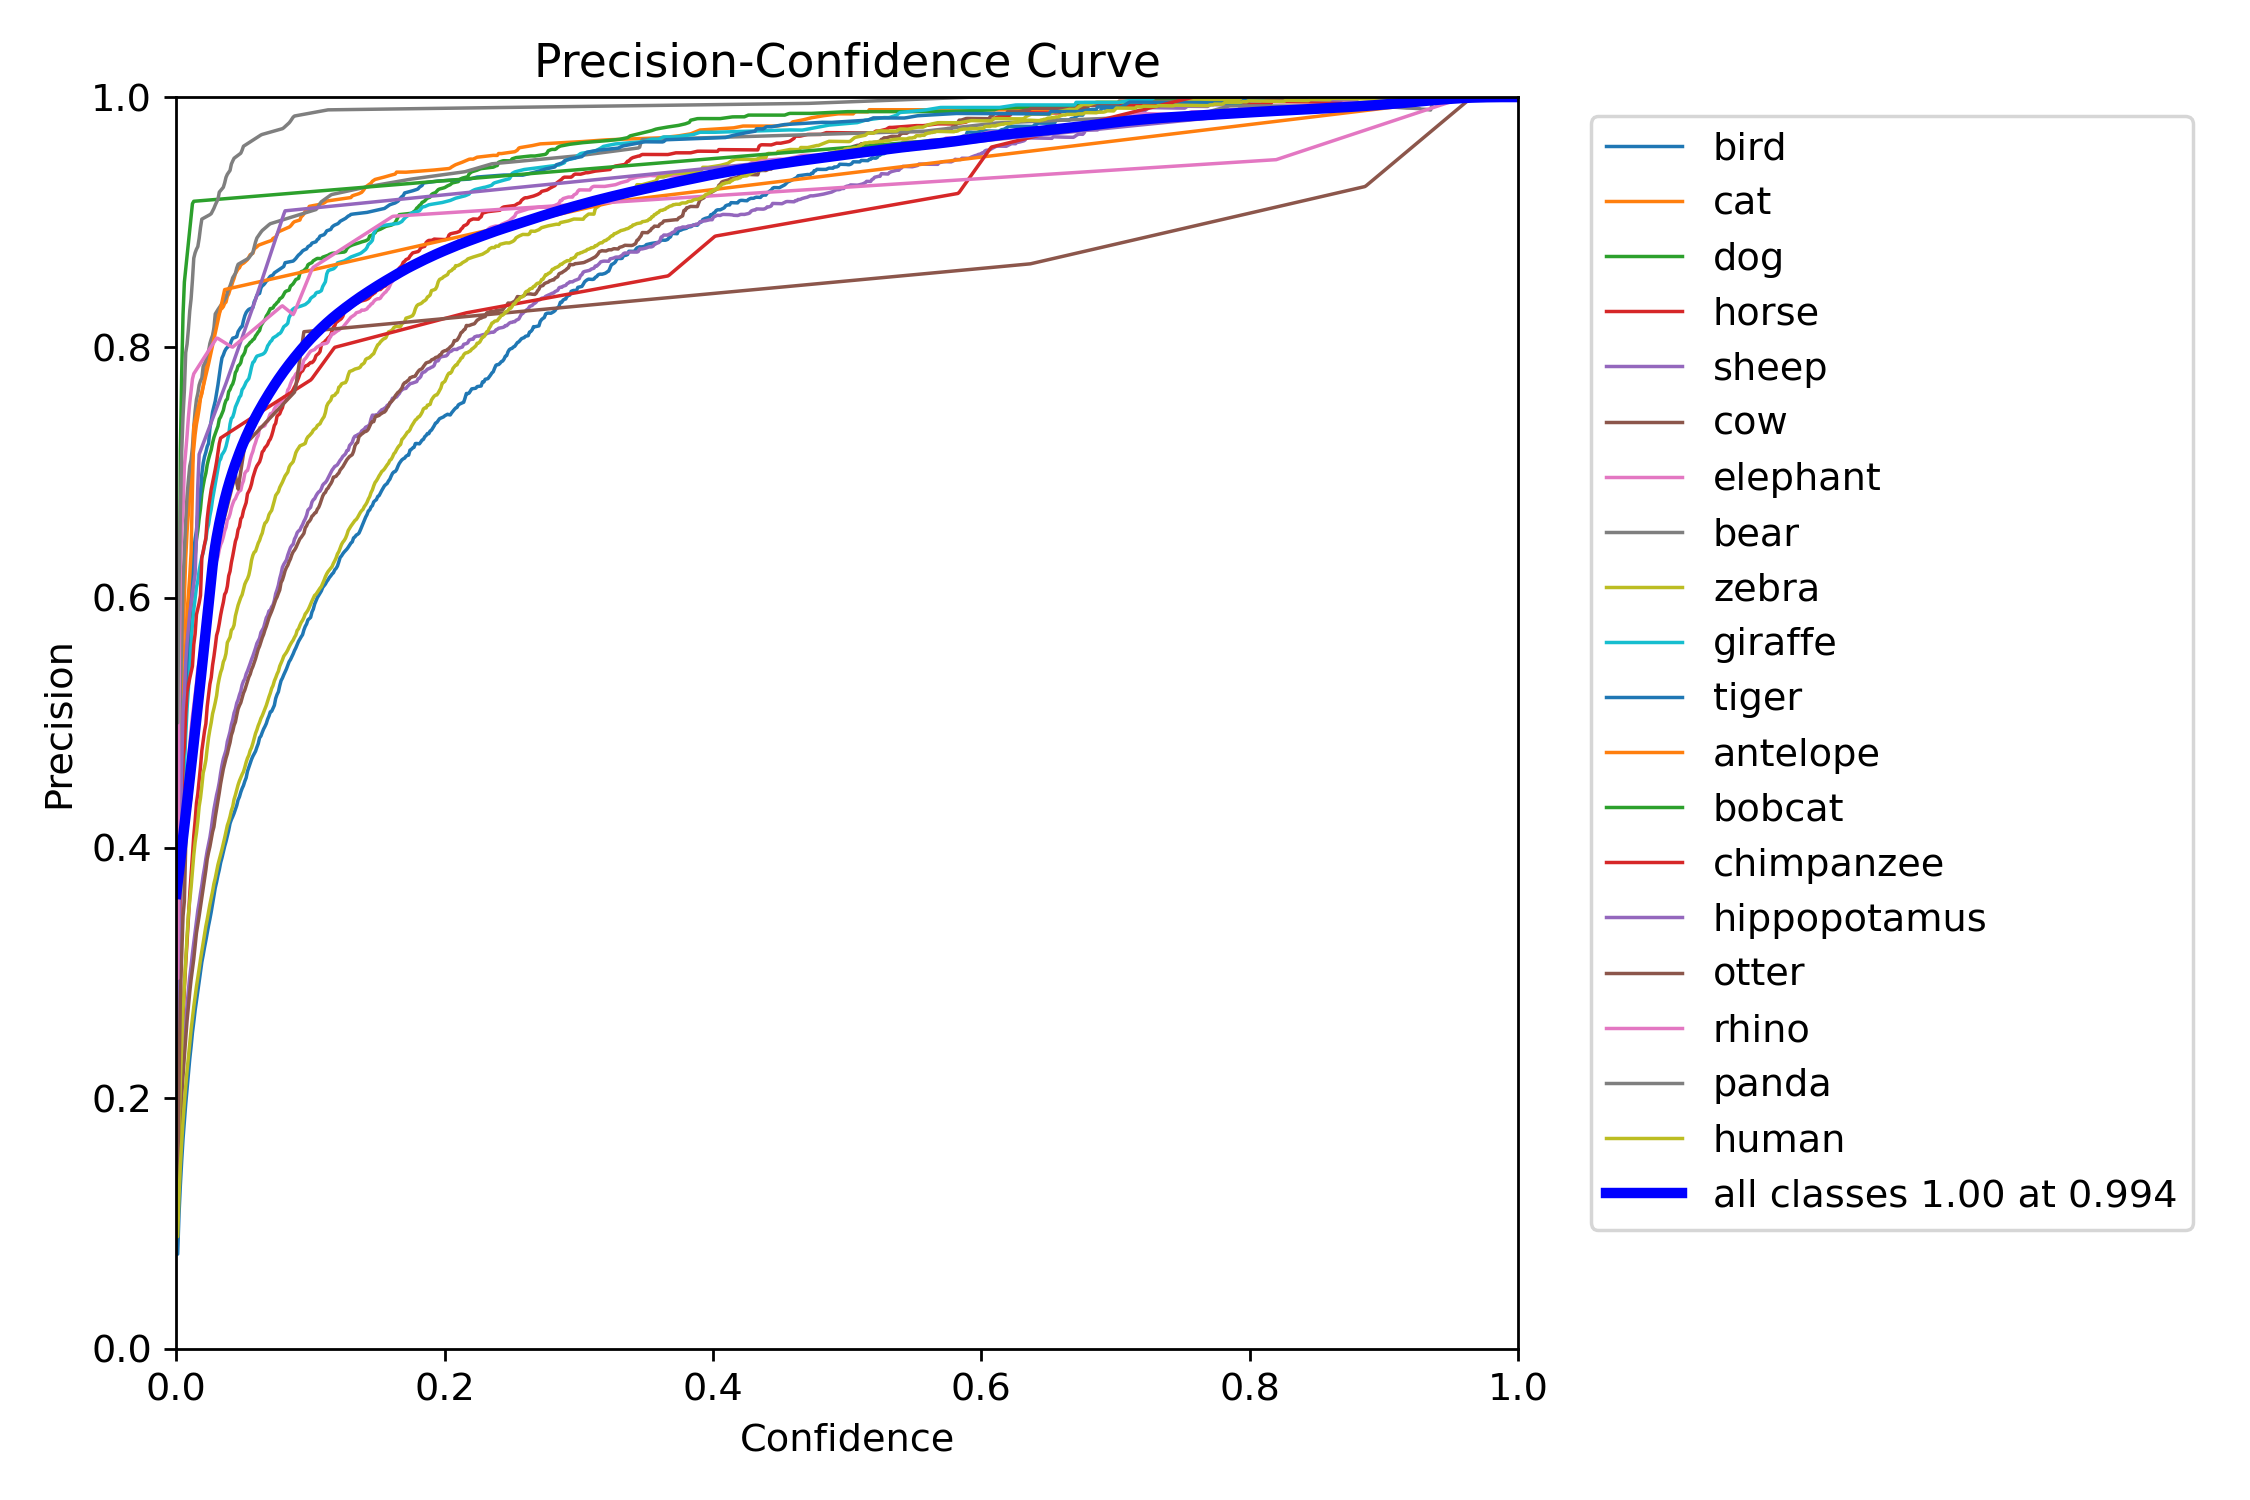 Precision-Confidence Curve
1.0
0.8
0.6
0.4
0.2
0.0
Precision
0.0 0.2 0.4 0.6 0.8 1.0
Confidence
bird
cat
dog
horse
sheep
cow
elephant
bear
zebra
giraffe
tiger
antelope
bobcat
chimpanzee
hippopotamus
otter
rhino
panda
human
all classes 1.00 at 0.994